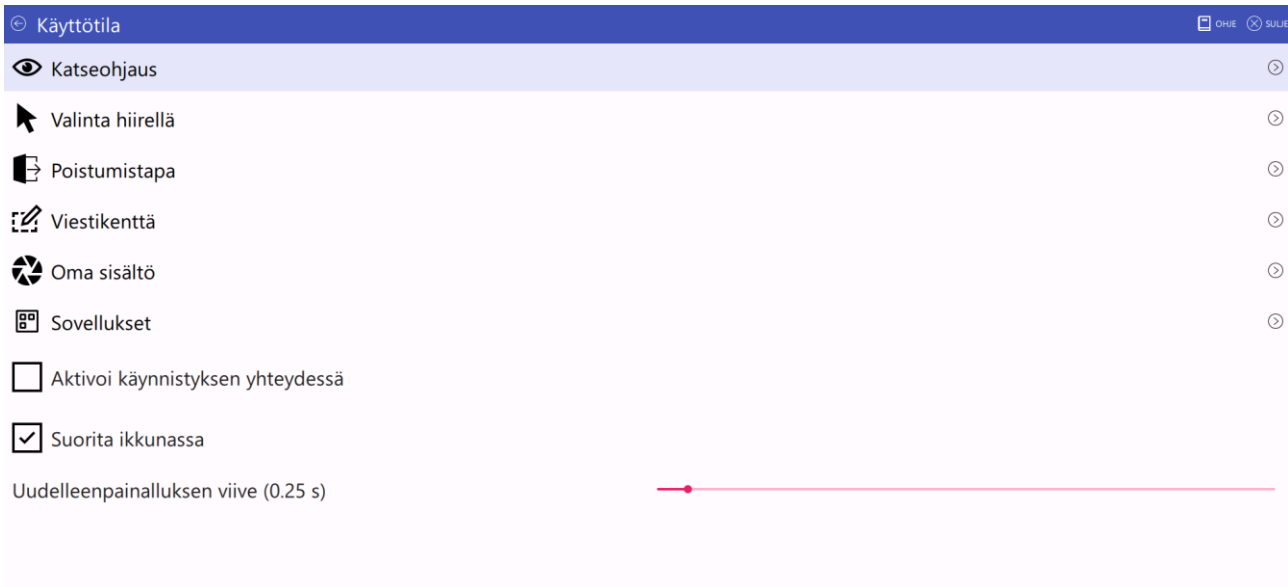 Käyttötila
OHJE SULJE
Katseohjaus
Valinta hiirellä
Poistumistapa
Viestikenttä
Oma sisältö
Sovellukset
Aktivoi käynnistyksen yhteydessä
Suorita ikkunassa
Uudelleenpainalluksen viive (0.25 s)